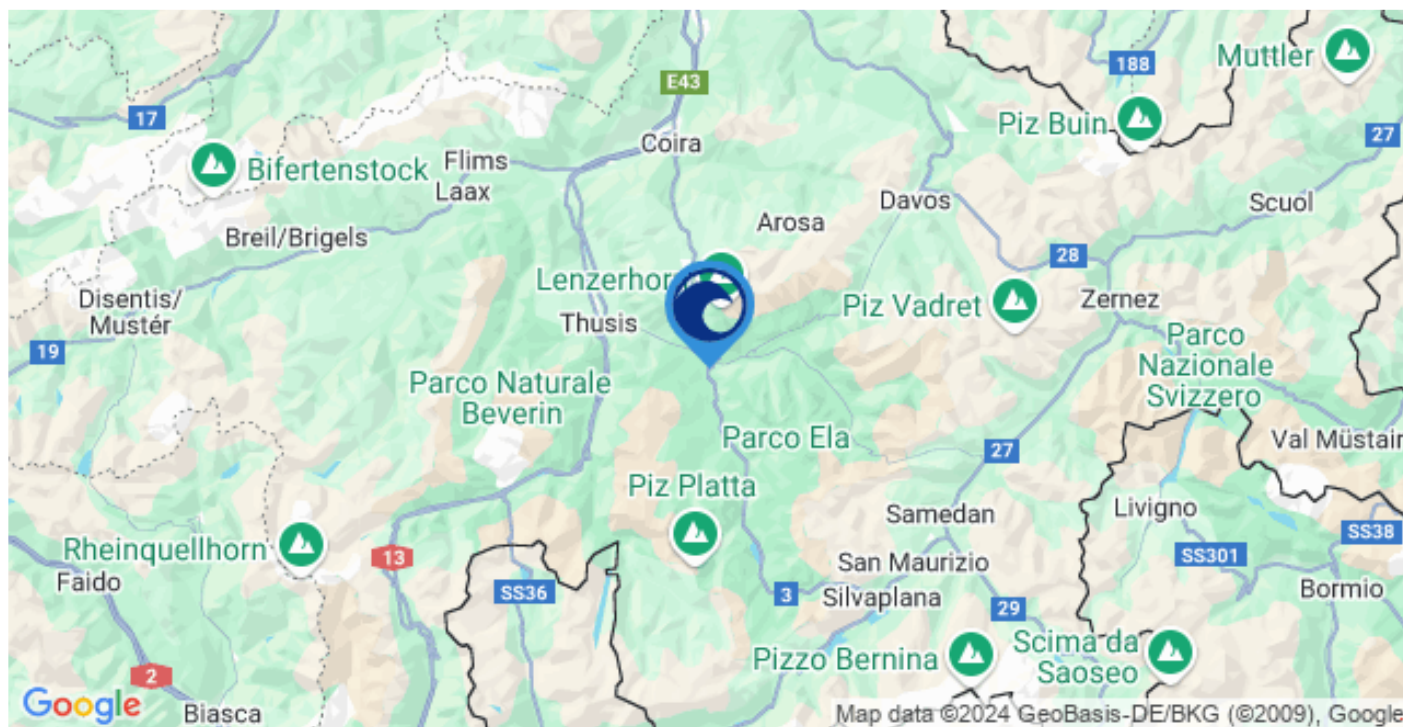 Muttler
188
E43
Piz Buin
17
27
Coira
Flims
Bifertenstock
Laax
Davos
Scuol
Arosa
Breil/Brigels
28
Lenzerhor
Disentis/
Mustér
Piz Vadret
Zernez
Thusis
19
Parco
Nazionale
Svizzero
Parco Naturale
Beverin
Parco Ela
27
Val Müstair
Piz Platta
Samedan
Livigno
SS38
Rheinquellhorn
13
SS301
San Maurizio
Faido
SS36
3
Silvaplana
Bormio
29
Scima da
Saoseo
Pizzo Bernina
2
Google
Biasca
Map data ©2024 GeoBasis-DE/BKG (©2009), Google